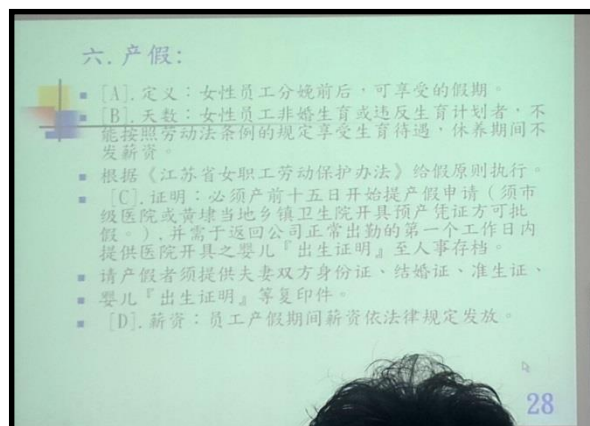 六.产假:
[A].定义：女性员工分娩前后，可享受的假期。
[B].天数：女性员工非婚生育或违反生育计划者，不
能按照劳动法条例的规定享受生育待遇，休养期间不
发薪资。
根据《江苏省女职工劳动保护办法》给假原则执行。
[C].证明：必须产前十五日开始提产假申请（须市
级医院或黄埭当地乡镇卫生院开具预产凭证方可批
假。）,并需于返回公司正常出勤的第一个工作日内
提供医院开具之婴儿『出生证明』至人事存档。
请产假者须提供夫妻双方身份证、结婚证、准生证、
婴儿『出生证明』等复印件。
[D].薪资：员工产假期间薪资依法律规定发放。
28